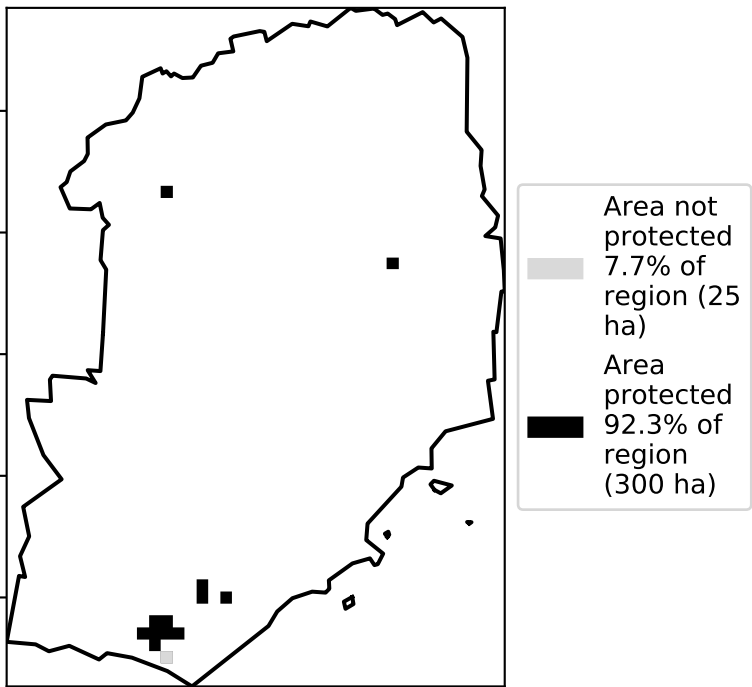 Area not
protected
7.7% of
region (25
ha)
Area
protected
92.3% of
region
(300 ha)